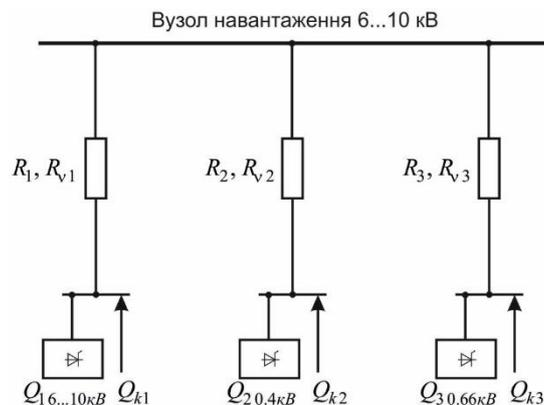 Вузол навантаження 6...10 кВ
R₁, Rᵥ₁ R₂, Rᵥ₂ R₃, Rᵥ₃
Q₁ 6...10кВ Qₖ₁ Q₂ 0.4кВ Qₖ₂ Q₃ 0.66кВ Qₖ₃